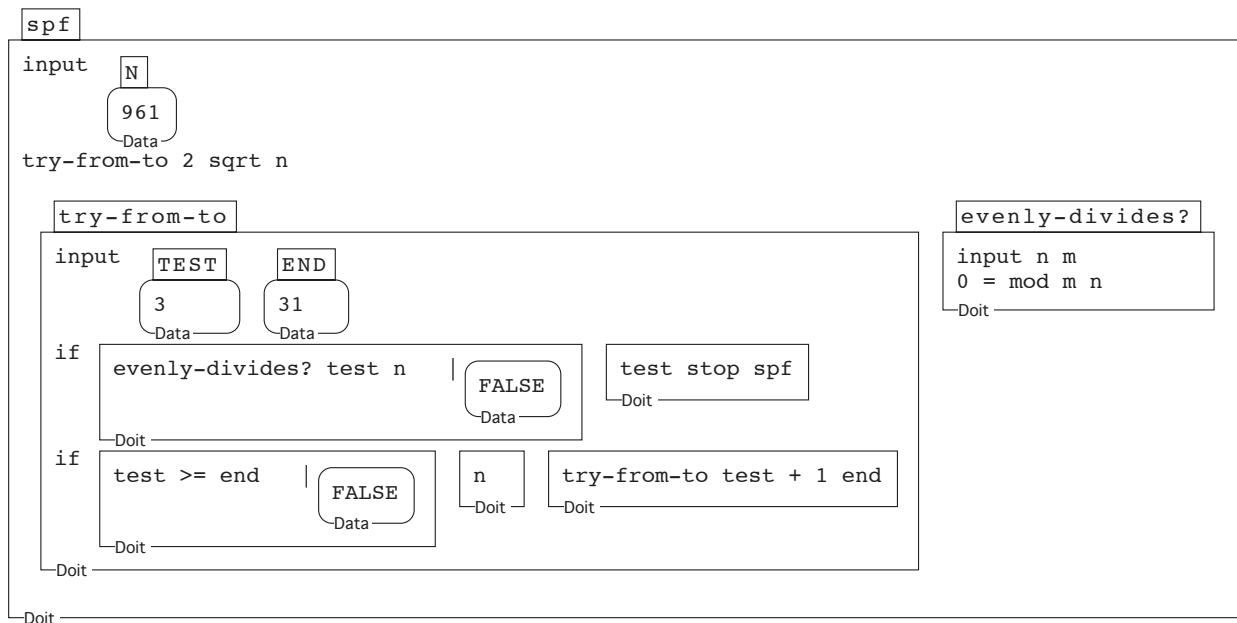 spf
input N
961
Data
try-from-to 2 sqrt n
try-from-to
input TEST END
3 31
Data Data
if evenly-divides? test n | FALSE test stop spf
Data Doit
Doit
if test >= end | FALSE n try-from-to test + 1 end
Data Doit Doit
Doit
Doit
evenly-divides?
input n m
0 = mod m n
Doit
Doit